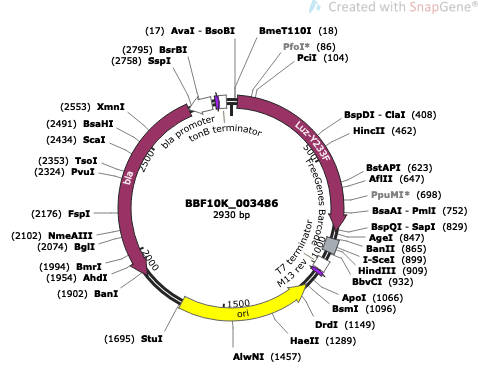 Created with SnapGene®
(17) AvaI - BsoBI
BmeT110I (18)
(2795) BsrBI
PfoI* (86)
(2758) SspI
PciI (104)
bla promoter
tonB terminator
(2553) XmnI
(2491) BsaHI
(2434) ScaI
(2353) TsoI
(2324) PvuI
(2176) FspI
(2102) NmeAIII
(2074) BglI
(1994) BmrI
(1954) AhdI
(1902) BanI
(1695) StuI
BspDI - ClaI (408)
HincII (462)
BstAPI (623)
AflII (647)
PpuMI* (698)
BsaAI - PmlI (752)
BspQI - SapI (829)
AgeI (847)
BanII (865)
I-SceI (899)
HindIII (909)
BbvCI (932)
ApoI (1066)
BsmI (1096)
DrdI (1149)
HaeII (1289)
AlwNI (1457)
BBF10K_003486
2930 bp
bla
Luz-Y233F
FreeGenes Barcode
T7 terminator
M13 rev
ori
500
1000
1500
2000
2500